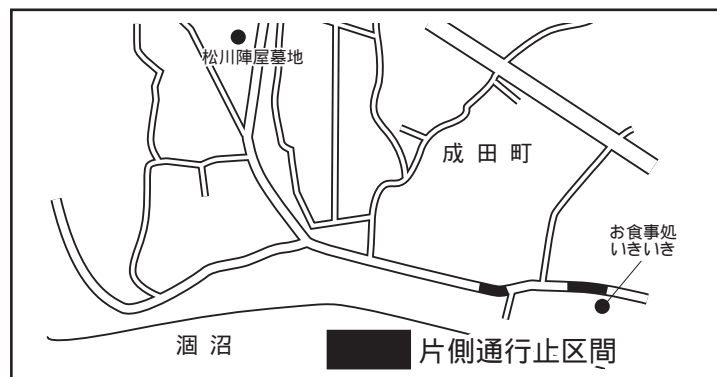 松川陣屋墓地
成田町
お食事処
いきいき
涸沼
片側通行止区間